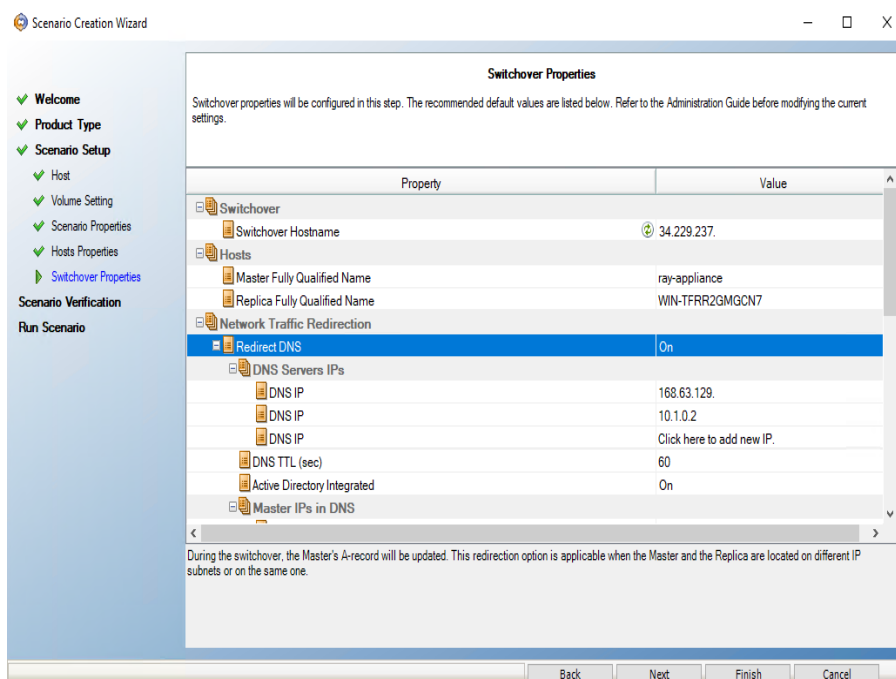 Scenario Creation Wizard
Switchover Properties
Switchover properties will be configured in this step. The recommended default values are listed below. Refer to the Administration Guide before modifying the current
settings.
Welcome
Product Type
Scenario Setup
Host
Volume Setting
Scenario Properties
Hosts Properties
Switchover Properties
Scenario Verification
Run Scenario
Property Value
Switchover
Switchover Hostname 34.229.237.
Hosts
Master Fully Qualified Name ray-appliance
Replica Fully Qualified Name WIN-TFRR2GMGCN7
Network Traffic Redirection
Redirect DNS On
DNS Servers IPs
DNS IP 168.63.129.
DNS IP 10.1.0.2
DNS IP Click here to add new IP.
DNS TTL (sec) 60
Active Directory Integrated On
Master IPs in DNS
During the switchover, the Master's A-record will be updated. This redirection option is applicable when the Master and the Replica are located on different IP
subnets or on the same one.
Back Next Finish Cancel